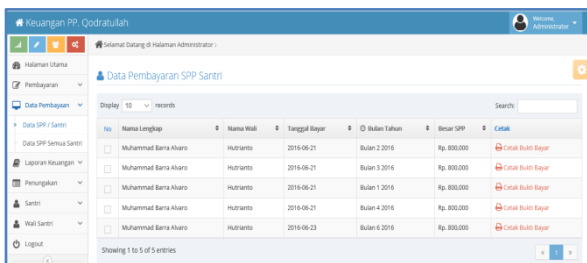 Keuangan PP. Qodratullah
Welcome,
Administrator
Selamat Datang di Halaman Administrator
Halaman Utama
Pembayaran
Data Pembayaan
Data SPP / Santri
Data SPP Semua Santri
Laporan Keuangan
Penungakan
Santri
Wali Santri
Logout
Data Pembayaran SPP Santri
Display 10 records
Search:
No Nama Lengkap Nama Wali Tanggal Bayar Bulan Tahun Besar SPP Cetak
Muhammad Barra Alvaro Hutrianto 2016-06-21 Bulan 2 2016 Rp. 800,000 Cetak Bukti Bayar
Muhammad Barra Alvaro Hutrianto 2016-06-21 Bulan 1 2016 Rp. 800,000 Cetak Bukti Bayar
Muhammad Barra Alvaro Hutrianto 2016-06-21 Bulan 3 2016 Rp. 800,000 Cetak Bukti Bayar
Muhammad Barra Alvaro Hutrianto 2016-06-21 Bulan 4 2016 Rp. 800,000 Cetak Bukti Bayar
Muhammad Barra Alvaro Hutrianto 2016-06-23 Bulan 6 2016 Rp. 800,000 Cetak Bukti Bayar
Showing 1 to 5 of 5 entries
« 1 »